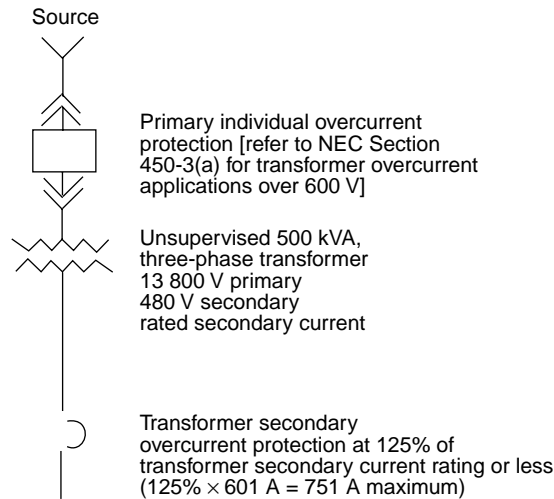 Source
Primary individual overcurrent
protection [refer to NEC Section
450-3(a) for transformer overcurrent
applications over 600 V]
Unsupervised 500 kVA,
three-phase transformer
13 800 V primary
480 V secondary
rated secondary current
Transformer secondary
overcurrent protection at 125% of
transformer secondary current rating or less
(125% × 601 A = 751 A maximum)